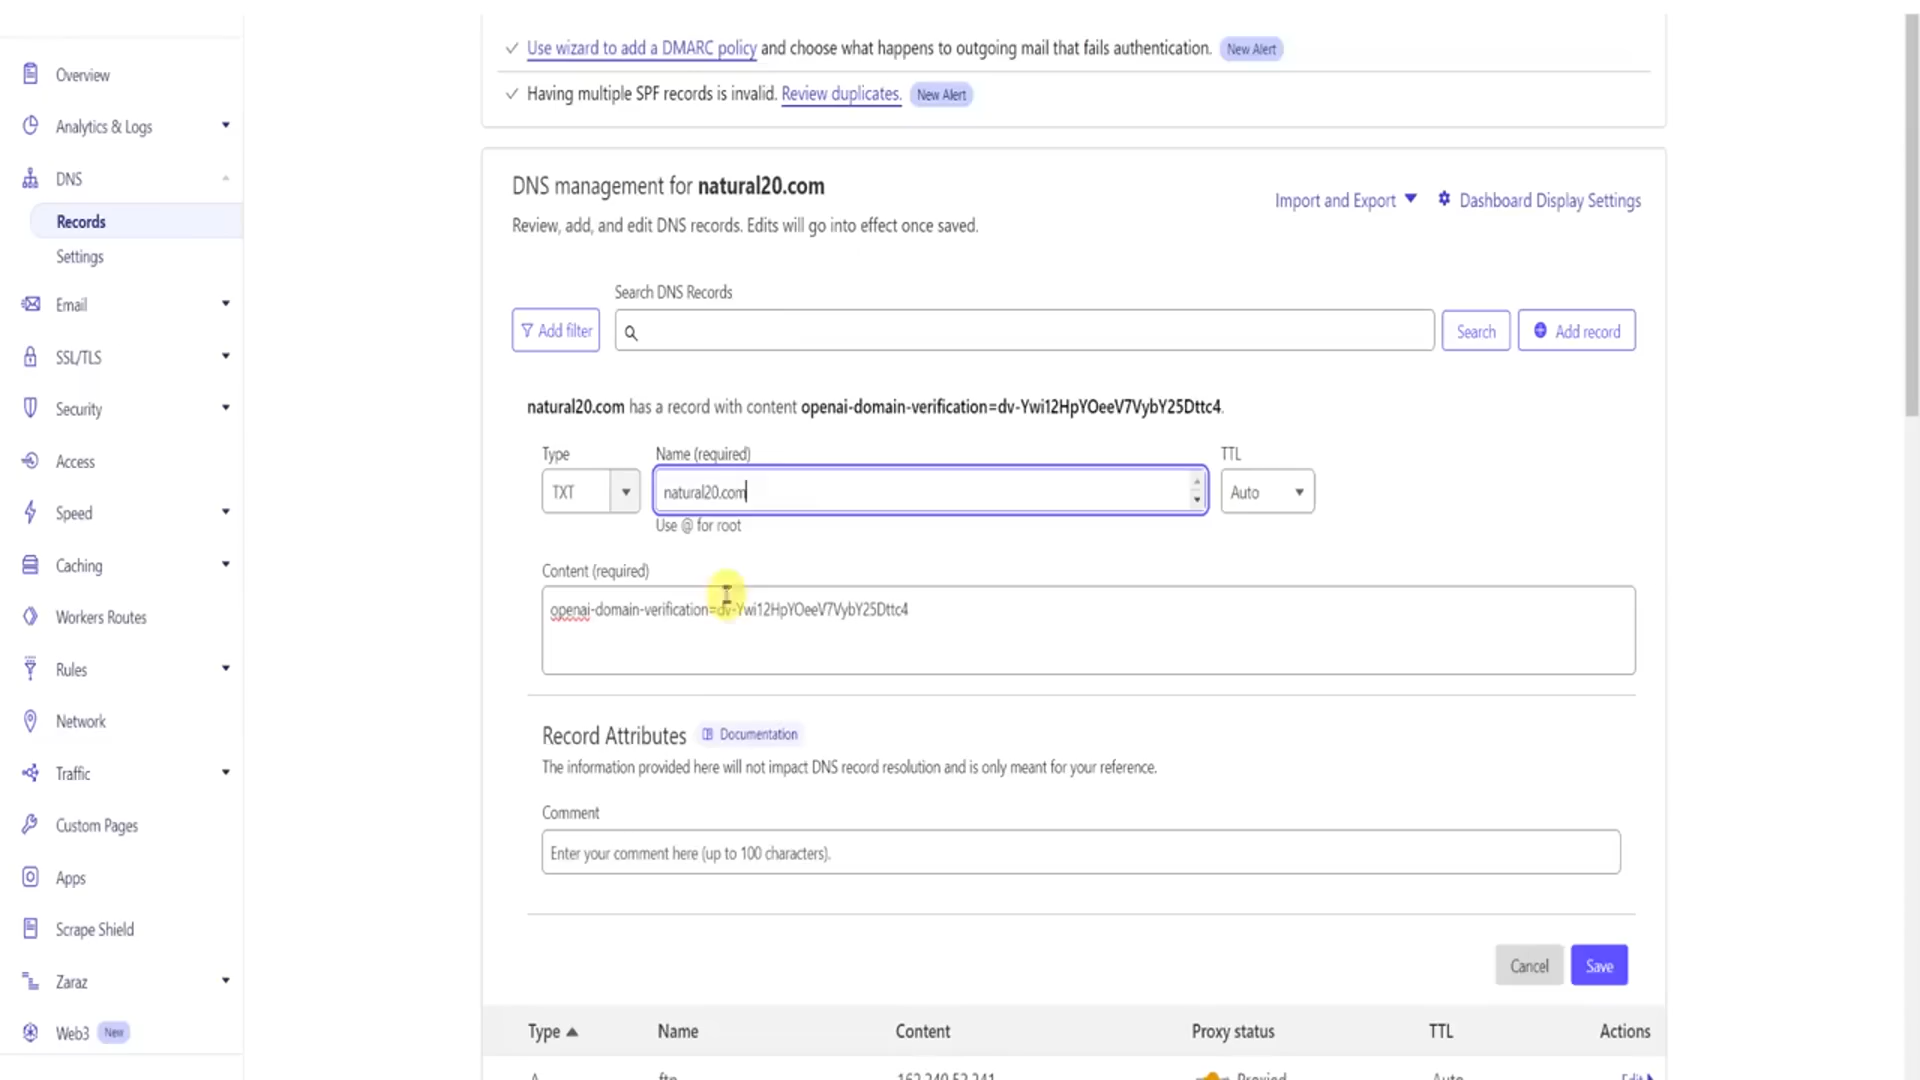 Use wizard to add a DMARC policy and choose what happens to outgoing mail that fails authentication. New Alert
Having multiple SPF records is invalid. Review duplicates. New Alert
Overview
Analytics & Logs
DNS
Records
Settings
Email
SSL/TLS
Security
Access
Speed
Caching
Workers Routes
Rules
Network
Traffic
Custom Pages
Apps
Scrape Shield
Zaraz
Web3 New
DNS management for natural20.com
Review, add, and edit DNS records. Edits will go into effect once saved.
Import and Export
Dashboard Display Settings
Search DNS Records
Add filter
Search
Add record
natural20.com has a record with content openai-domain-verification=dv-Ywi12HpYOeeV7VybY25Dttc4.
Type Name (required) TTL
TXT natural20.com Auto
Use @ for root
Content (required)
openai-domain-verification=dv-Ywi12HpYOeeV7VybY25Dttc4
Record Attributes Documentation
The information provided here will not impact DNS record resolution and is only meant for your reference.
Comment
Enter your comment here (up to 100 characters).
Cancel Save
Type Name Content Proxy status TTL Actions
A ftp 162.240.52.241 Proxied Auto Edit